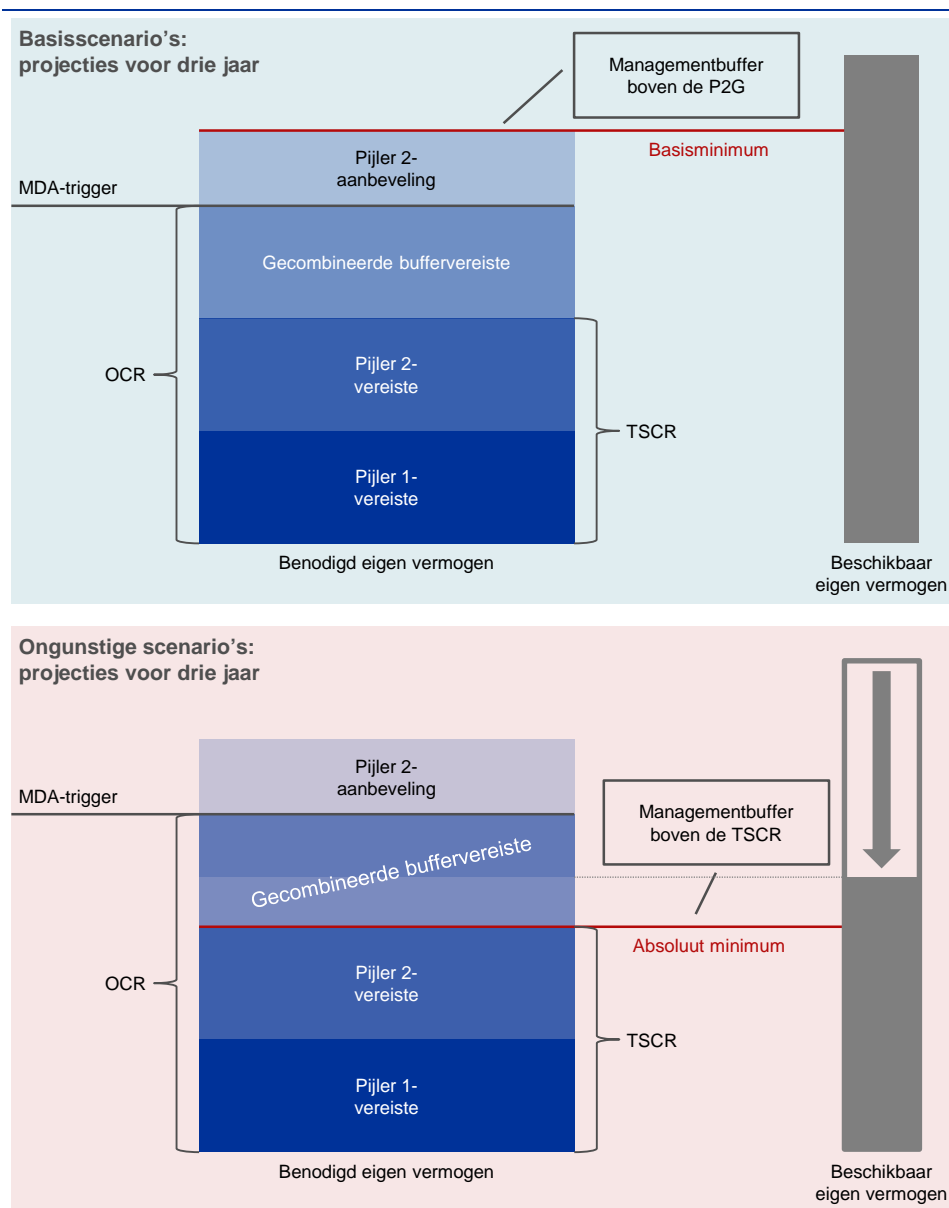 Basisscenario’s:
projecties voor drie jaar
Managementbuffer
boven de P2G
Basisminimum
Pijler 2-
aanbeveling
MDA-trigger
Gecombineerde buffervereiste
Pijler 2-
vereiste
OCR
TSCR
Pijler 1-
vereiste
Benodigd eigen vermogen
Beschikbaar
eigen vermogen
Ongunstige scenario’s:
projecties voor drie jaar
Pijler 2-
aanbeveling
MDA-trigger
Managementbuffer
boven de TSCR
Gecombineerde buffervereiste
Absoluut minimum
Pijler 2-
vereiste
OCR
TSCR
Pijler 1-
vereiste
Benodigd eigen vermogen
Beschikbaar
eigen vermogen